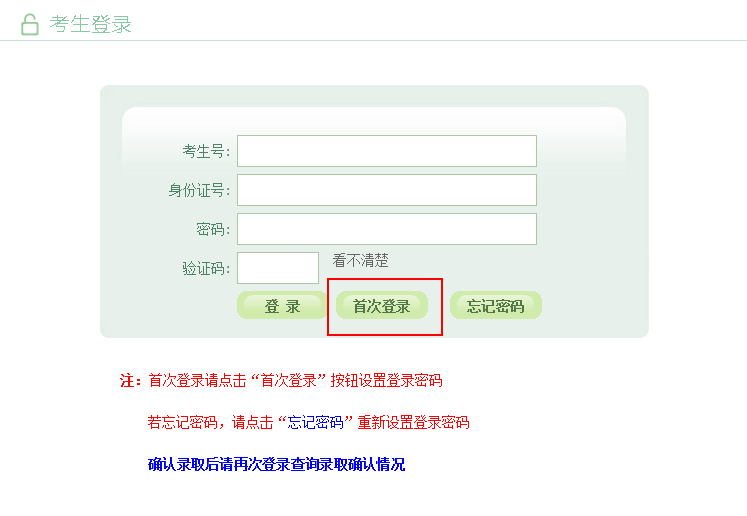 考生登录
考生号:
身份证号:
密码:
验证码:
看不清楚
登 录 首次登录 忘记密码
注：首次登录请点击“首次登录”按钮设置登录密码
若忘记密码，请点击“忘记密码”重新设置登录密码
确认录取后请再次登录查询录取确认情况